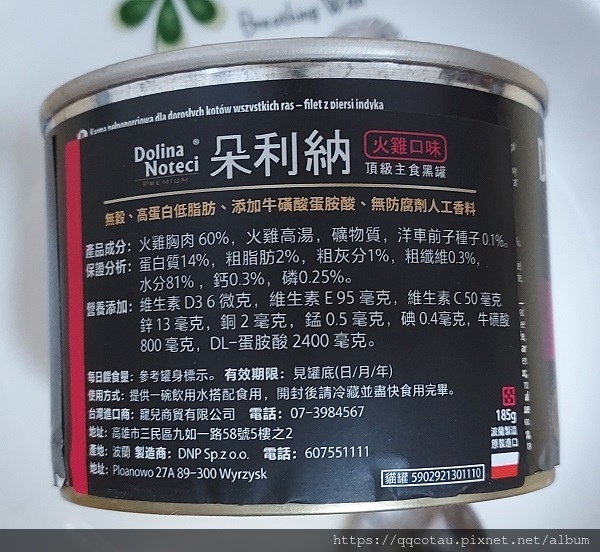 Breathing With
Karma pełnoporcjowa dla dorosłych kotów wszystkich ras – filet z piersi indyka
Dolina Noteci®
PREMIUM
朵利納
火雞口味
頂級主食黑罐
無穀、高蛋白低脂肪、添加牛磺酸蛋胺酸、無防腐劑人工香料
產品成分：火雞胸肉 60%，火雞高湯，礦物質，洋車前子種子 0.1%。
保證分析：蛋白質14%，粗脂肪2%，粗灰分1%，粗纖維0.3%，
水分81%，鈣0.3%，磷0.25%。
營養添加：維生素 D3 6 微克，維生素 E 95 毫克，維生素 C 50 毫克
鋅 13 毫克，銅 2 毫克，錳 0.5 毫克，碘 0.4毫克，牛磺酸
800 毫克，DL-蛋胺酸 2400 毫克。
每日餵食量：參考罐身標示。 有效期限：見罐底(日/月/年)
使用方式：提供一碗飲用水搭配食用，開封後請冷藏並盡快食用完畢。
台灣進口商：寵兒商貿有限公司 電話：07-3984567
地址：高雄市三民區九如一路58號5樓之2
產地：波蘭 製造商：DNP Sp.z o.o. 電話：607551111
地址：Ploanowo 27A 89-300 Wyrzysk
185g
波蘭製造
原裝進口
貓罐 5902921301110
https://qqcotau.pixnet.net/album